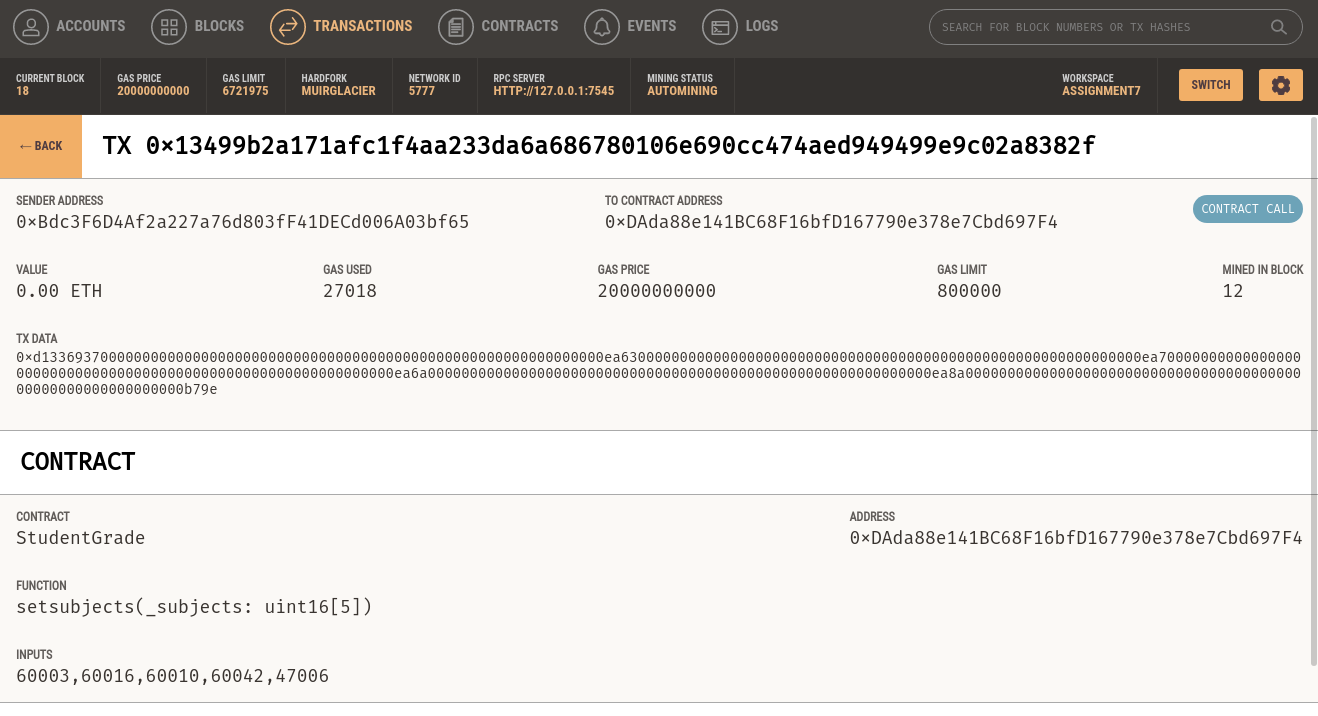 ACCOUNTS BLOCKS TRANSACTIONS CONTRACTS EVENTS LOGS SEARCH FOR BLOCK NUMBERS OR TX HASHES
CURRENT BLOCK GAS PRICE GAS LIMIT HARDFORK NETWORK ID RPC SERVER MINING STATUS WORKSPACE
18 20000000000 6721975 MUIRGLACIER 5777 HTTP://127.0.0.1:7545 AUTOMINING ASSIGNMENT7 SWITCH
← BACK TX 0×13499b2a171afc1f4aa233da6a686780106e690cc474aed949499e9c02a8382f
SENDER ADDRESS TO CONTRACT ADDRESS
0×Bdc3F6D4Af2a227a76d803fF41DECd006A03bf65 0×DAda88e141BC68F16bfD167790e378e7Cbd697F4 CONTRACT CALL
VALUE GAS USED GAS PRICE GAS LIMIT MINED IN BLOCK
0.00 ETH 27018 20000000000 800000 12
TX DATA
0×d1336937000000000000000000000000000000000000000000000000000000000000ea63000000000000000000000000000000000000000000000000000000000000ea70000000000000000
000000000000000000000000000000000000000000000ea6a000000000000000000000000000000000000000000000000000000000000ea8a0000000000000000000000000000000000000000
00000000000000000000b79e
CONTRACT
CONTRACT ADDRESS
StudentGrade 0×DAda88e141BC68F16bfD167790e378e7Cbd697F4
FUNCTION
setsubjects(_subjects: uint16[5])
INPUTS
60003,60016,60010,60042,47006